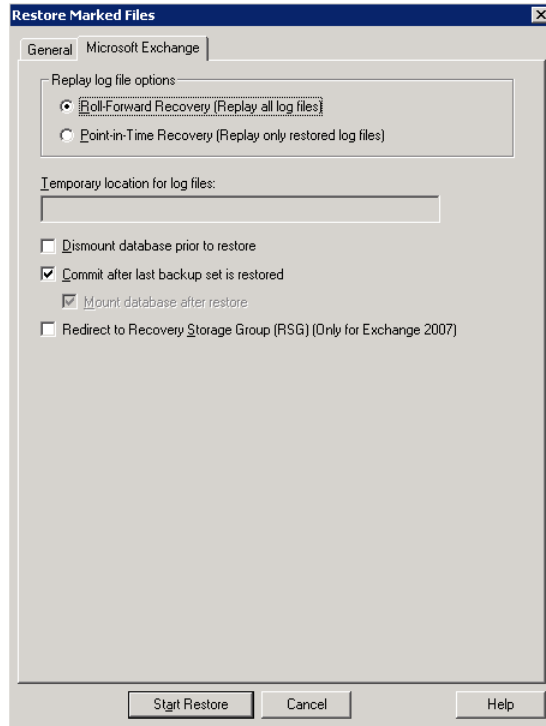 Restore Marked Files
General
Microsoft Exchange
Replay log file options
Roll-Forward Recovery (Replay all log files)
Point-in-Time Recovery (Replay only restored log files)
Temporary location for log files:
Dismount database prior to restore
Commit after last backup set is restored
Mount database after restore
Redirect to Recovery Storage Group (RSG) (Only for Exchange 2007)
Start Restore
Cancel
Help